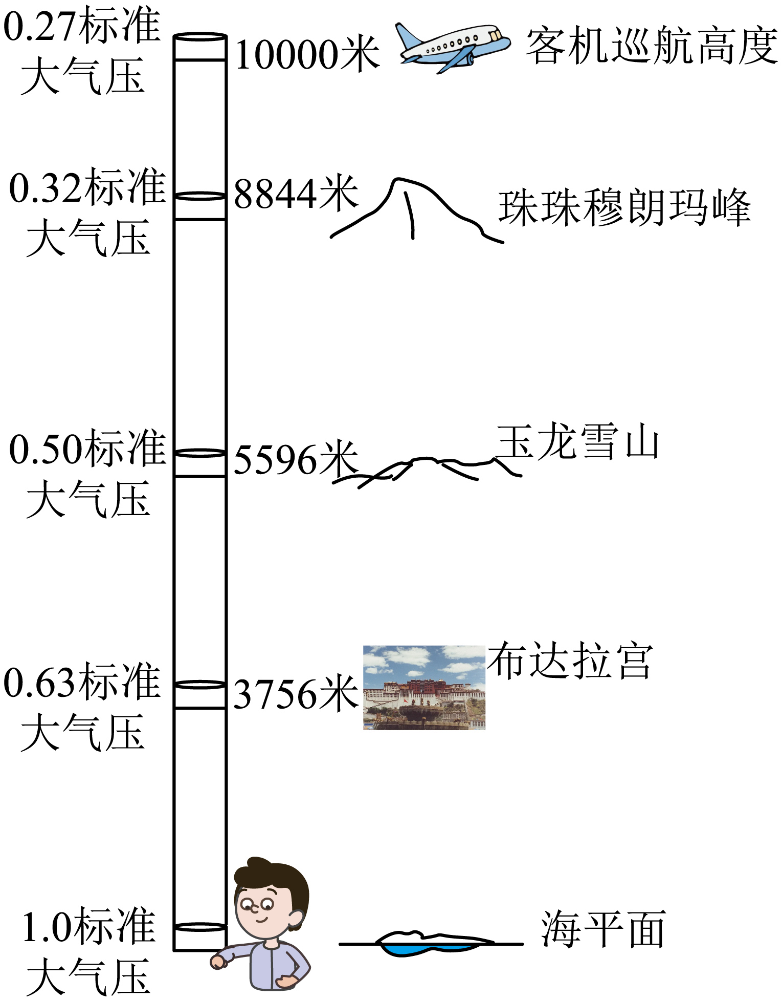 0.27标准
大气压
10000米
客机巡航高度
0.32标准
大气压
8844米
珠珠穆朗玛峰
0.50标准
大气压
5596米
玉龙雪山
0.63标准
大气压
3756米
布达拉宫
1.0标准
大气压
海平面